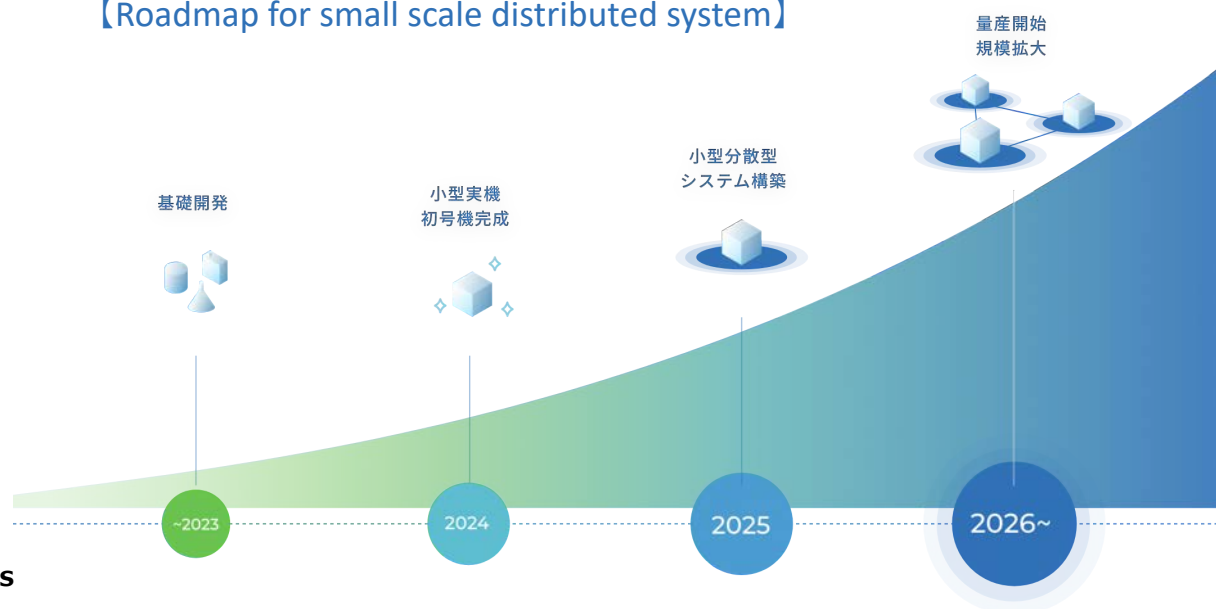 【Roadmap for small scale distributed system】
量産開始
規模拡大
小型分散型
システム構築
小型実機
初号機完成
基礎開発
~2023
2024
2025
2026~
s